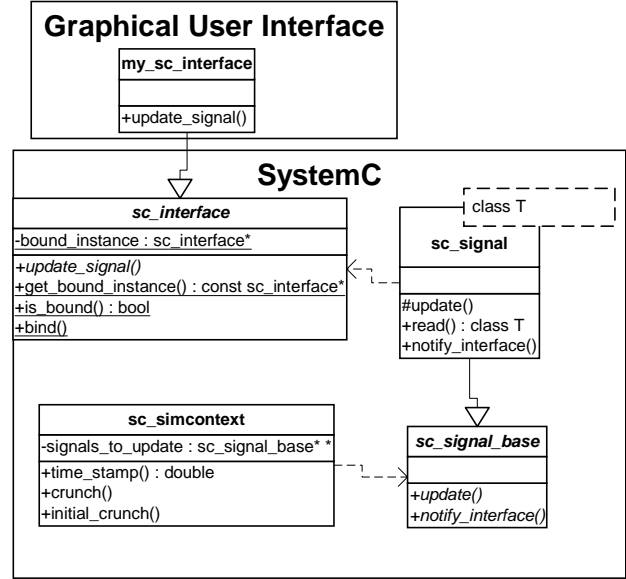 Graphical User Interface
my_sc_interface
+update_signal()
SystemC
sc_interface
-bound_instance : sc_interface*
+update_signal()
+get_bound_instance() : const sc_interface*
+is_bound() : bool
+bind()
class T
sc_signal
#update()
+read() : class T
+notify_interface()
sc_simcontext
-signals_to_update : sc_signal_base* *
+time_stamp() : double
+crunch()
+initial_crunch()
sc_signal_base
+update()
+notify_interface()